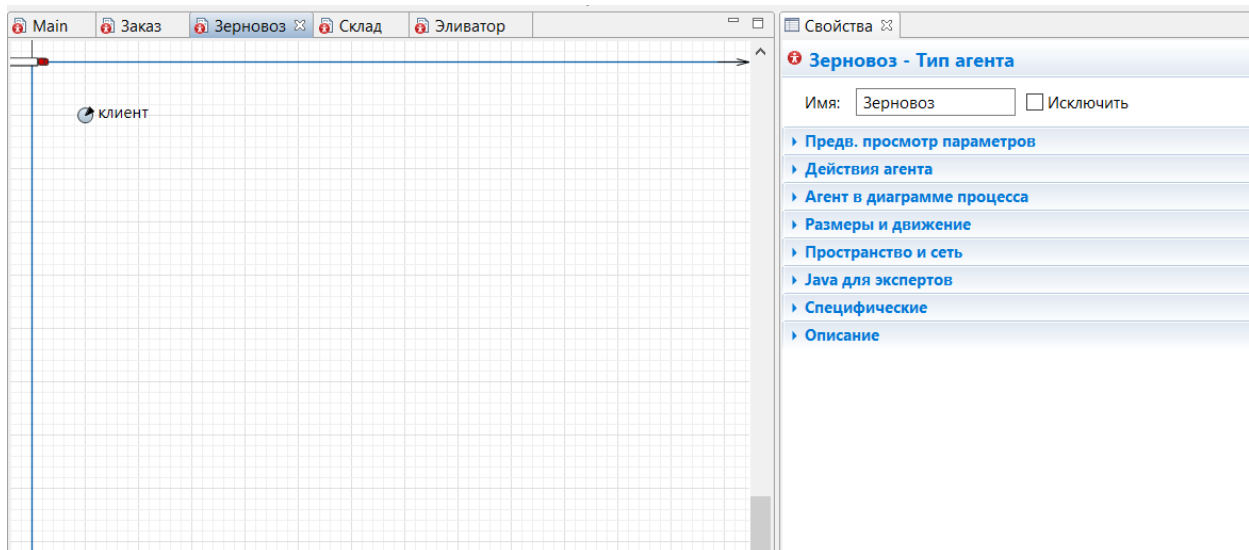 Main Заказ Зерновоз Склад Эливатор
Свойства
Зерновоз - Тип агента
Имя: Зерновоз Исключить
клиент
Предв. просмотр параметров
Действия агента
Агент в диаграмме процесса
Размеры и движение
Пространство и сеть
Java для экспертов
Специфические
Описание